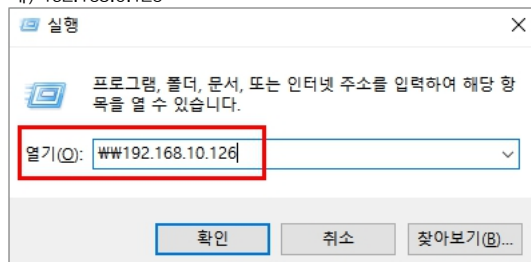 실행
프로그램, 폴더, 문서, 또는 인터넷 주소를 입력하여 해당 항
목을 열 수 있습니다.
열기(O): ₩₩192.168.10.126
확인 취소 찾아보기(B)...